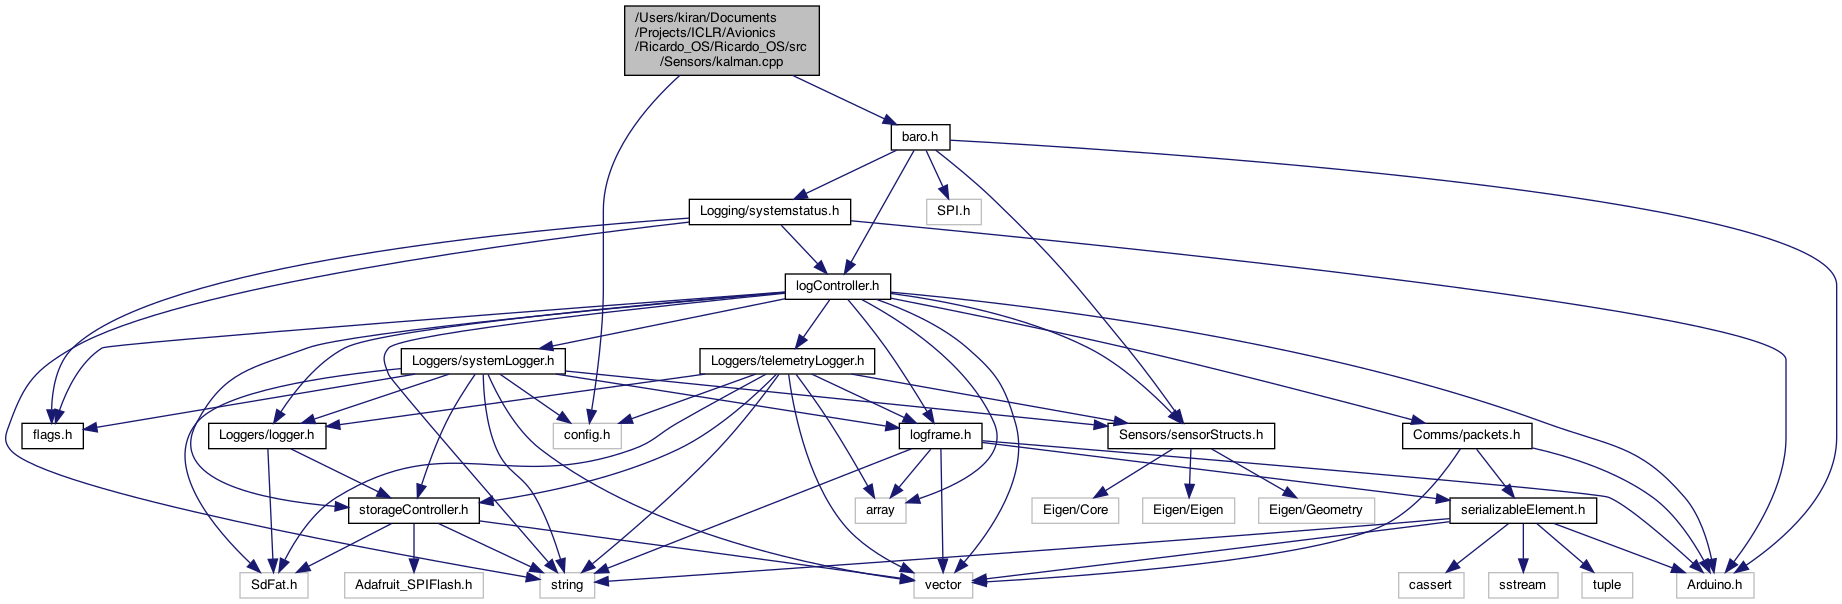 /Users/kiran/Documents
/Projects/ICLR/Avionics
/Ricardo_OS/Ricardo_OS/src
/Sensors/kalman.cpp
baro.h
Logging/systemstatus.h
SPI.h
logController.h
Loggers/systemLogger.h
Loggers/telemetryLogger.h
flags.h
Loggers/logger.h
config.h
logframe.h
Sensors/sensorStructs.h
Comms/packets.h
storageController.h
array
Eigen/Core
Eigen/Eigen
Eigen/Geometry
serializableElement.h
SdFat.h
Adafruit_SPIFlash.h
string
vector
cassert
sstream
tuple
Arduino.h